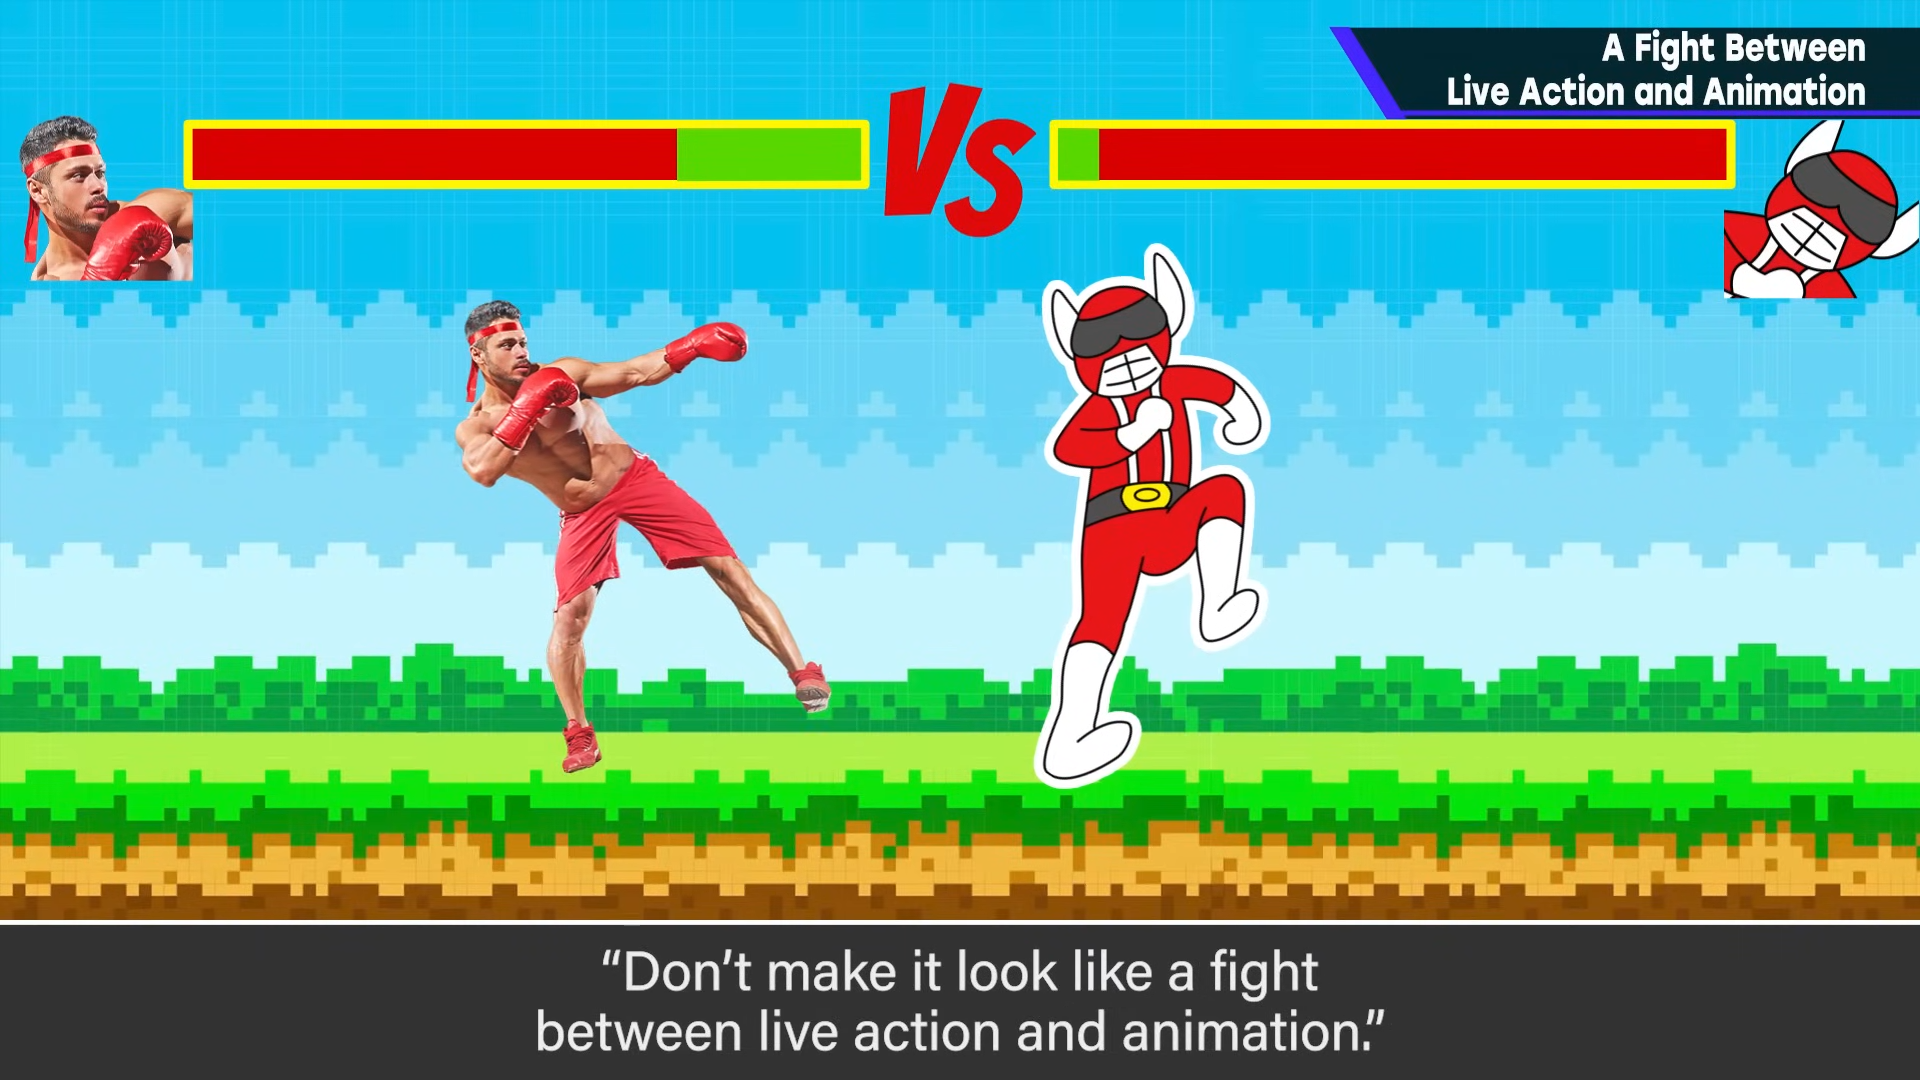 A Fight Between
Live Action and Animation
VS
“Don’t make it look like a fight
between live action and animation.”